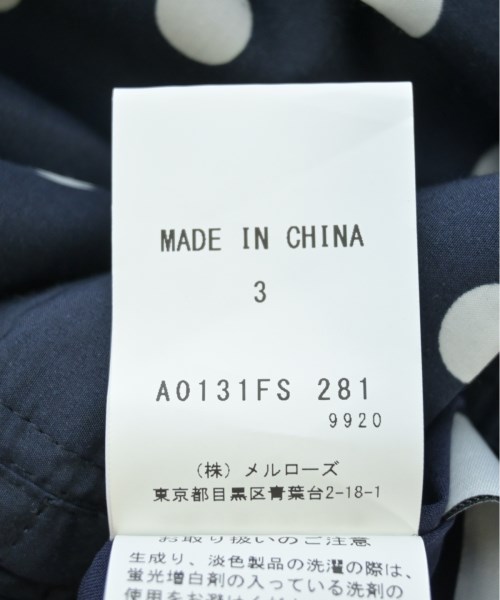 MADE IN CHINA
3
A0131FS 281
9920
(株) メルローズ
東京都目黒区青葉台2-18-1
お取り扱いのご注意
生成り、淡色製品の洗濯の際は、
蛍光増白剤の入っている洗剤の
使用をお避けください